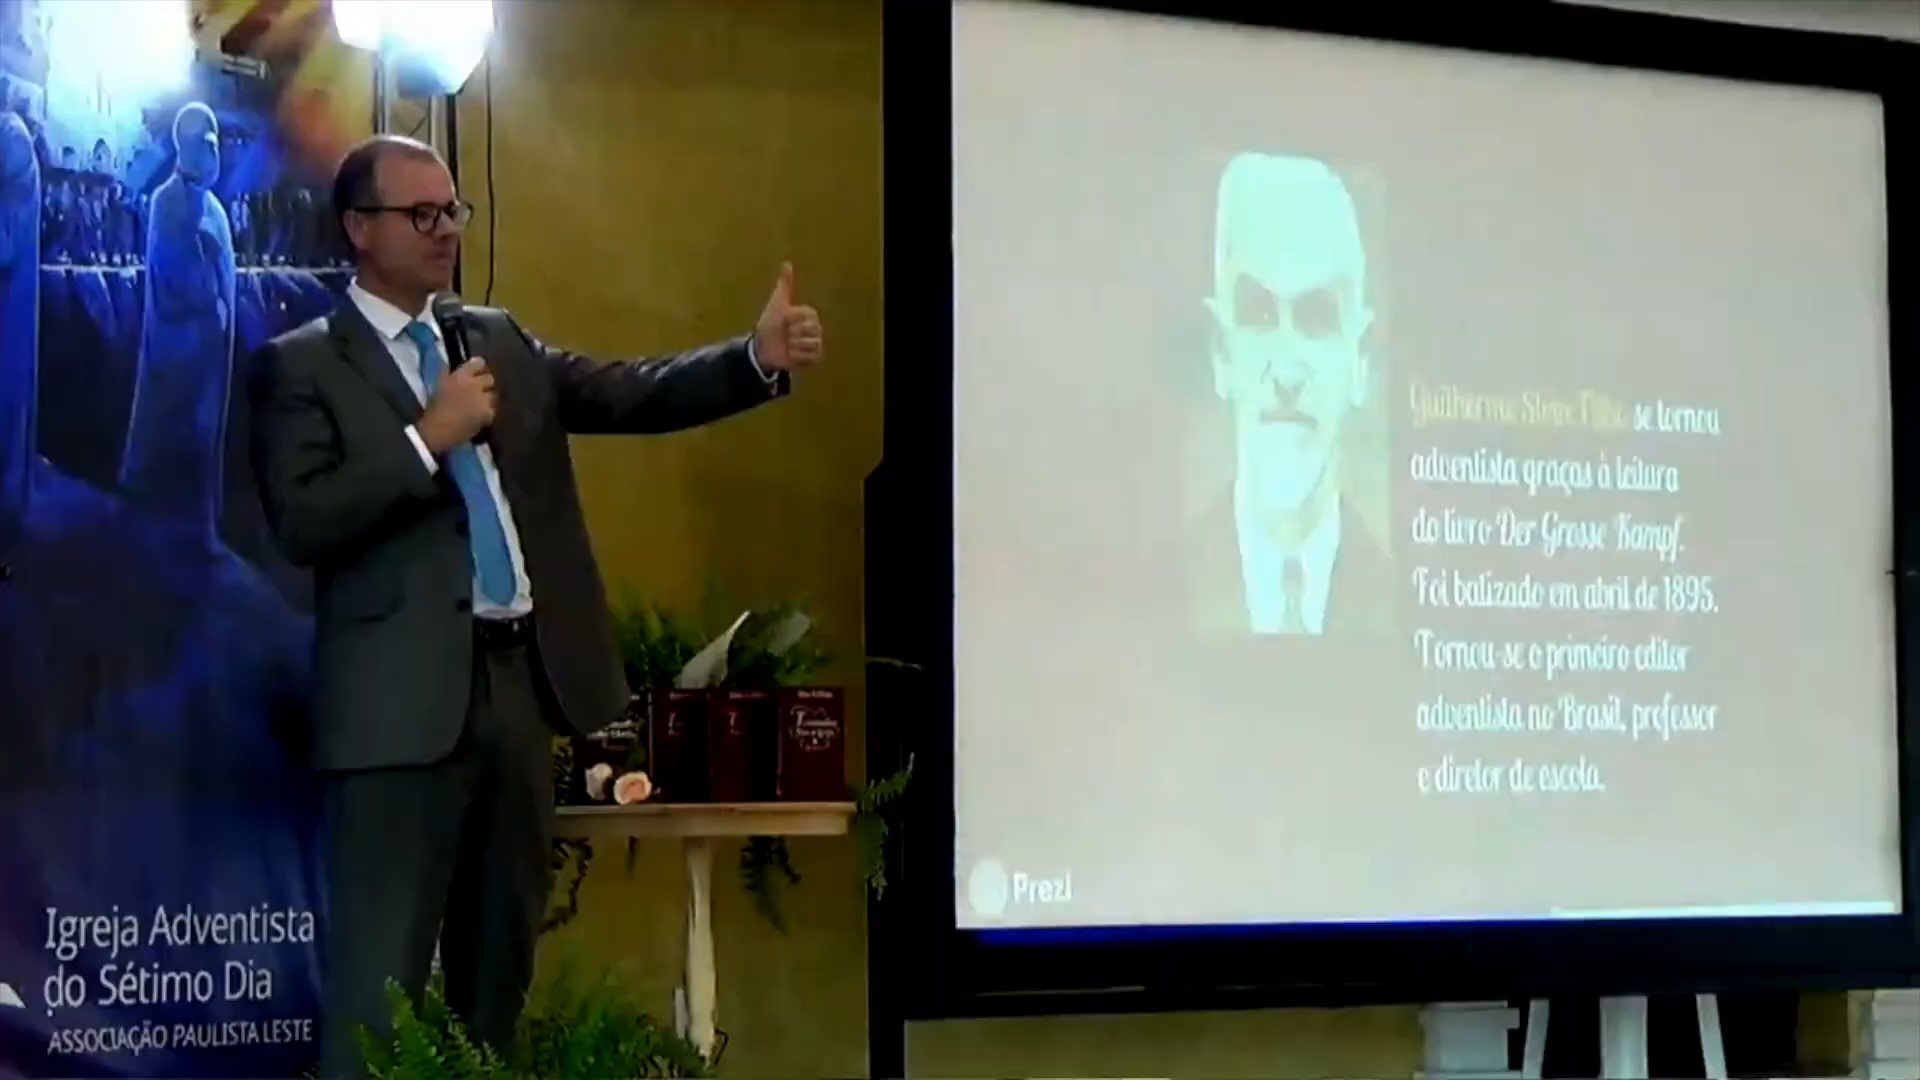 Igreja Adventista
do Sétimo Dia
ASSOCIAÇÃO PAULISTA LESTE
Guilherme Stein Filho se tornou
adventista graças à leitura
do livro Der Grosse Kampf.
Foi batizado em abril de 1895.
Tornou-se o primeiro editor
adventista no Brasil, professor
e diretor de escola.
Prezi